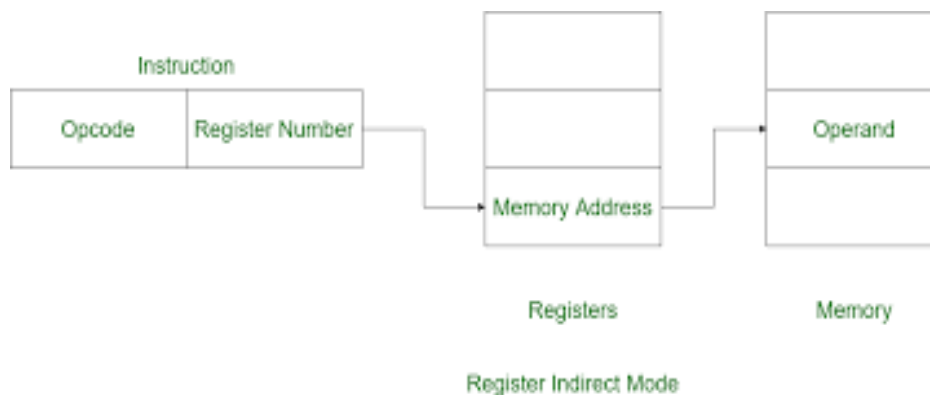 Instruction
Opcode
Register Number
Operand
Memory Address
Registers
Memory
Register Indirect Mode